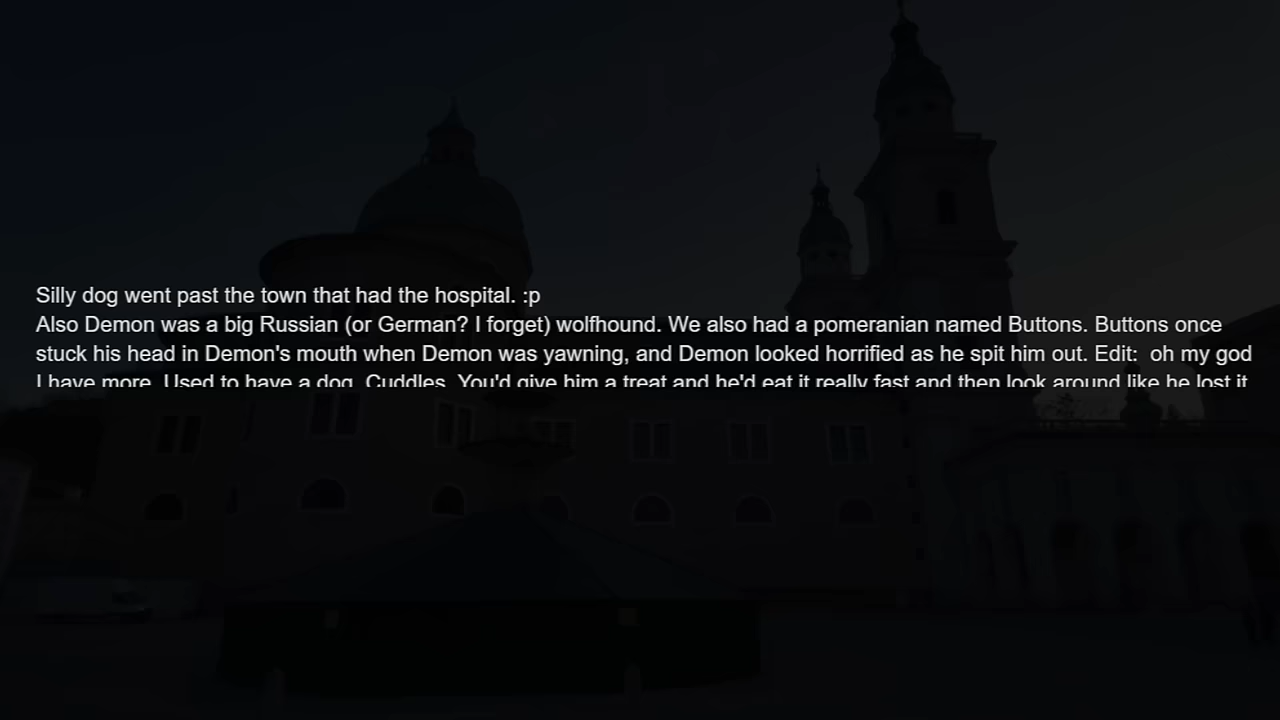 Silly dog went past the town that had the hospital. :p
Also Demon was a big Russian (or German? I forget) wolfhound. We also had a pomeranian named Buttons. Buttons once
stuck his head in Demon's mouth when Demon was yawning, and Demon looked horrified as he spit him out. Edit:  oh my god
I have more. Used to have a dog, Cuddles. You'd give him a treat and he'd eat it really fast and then look around like he lost it